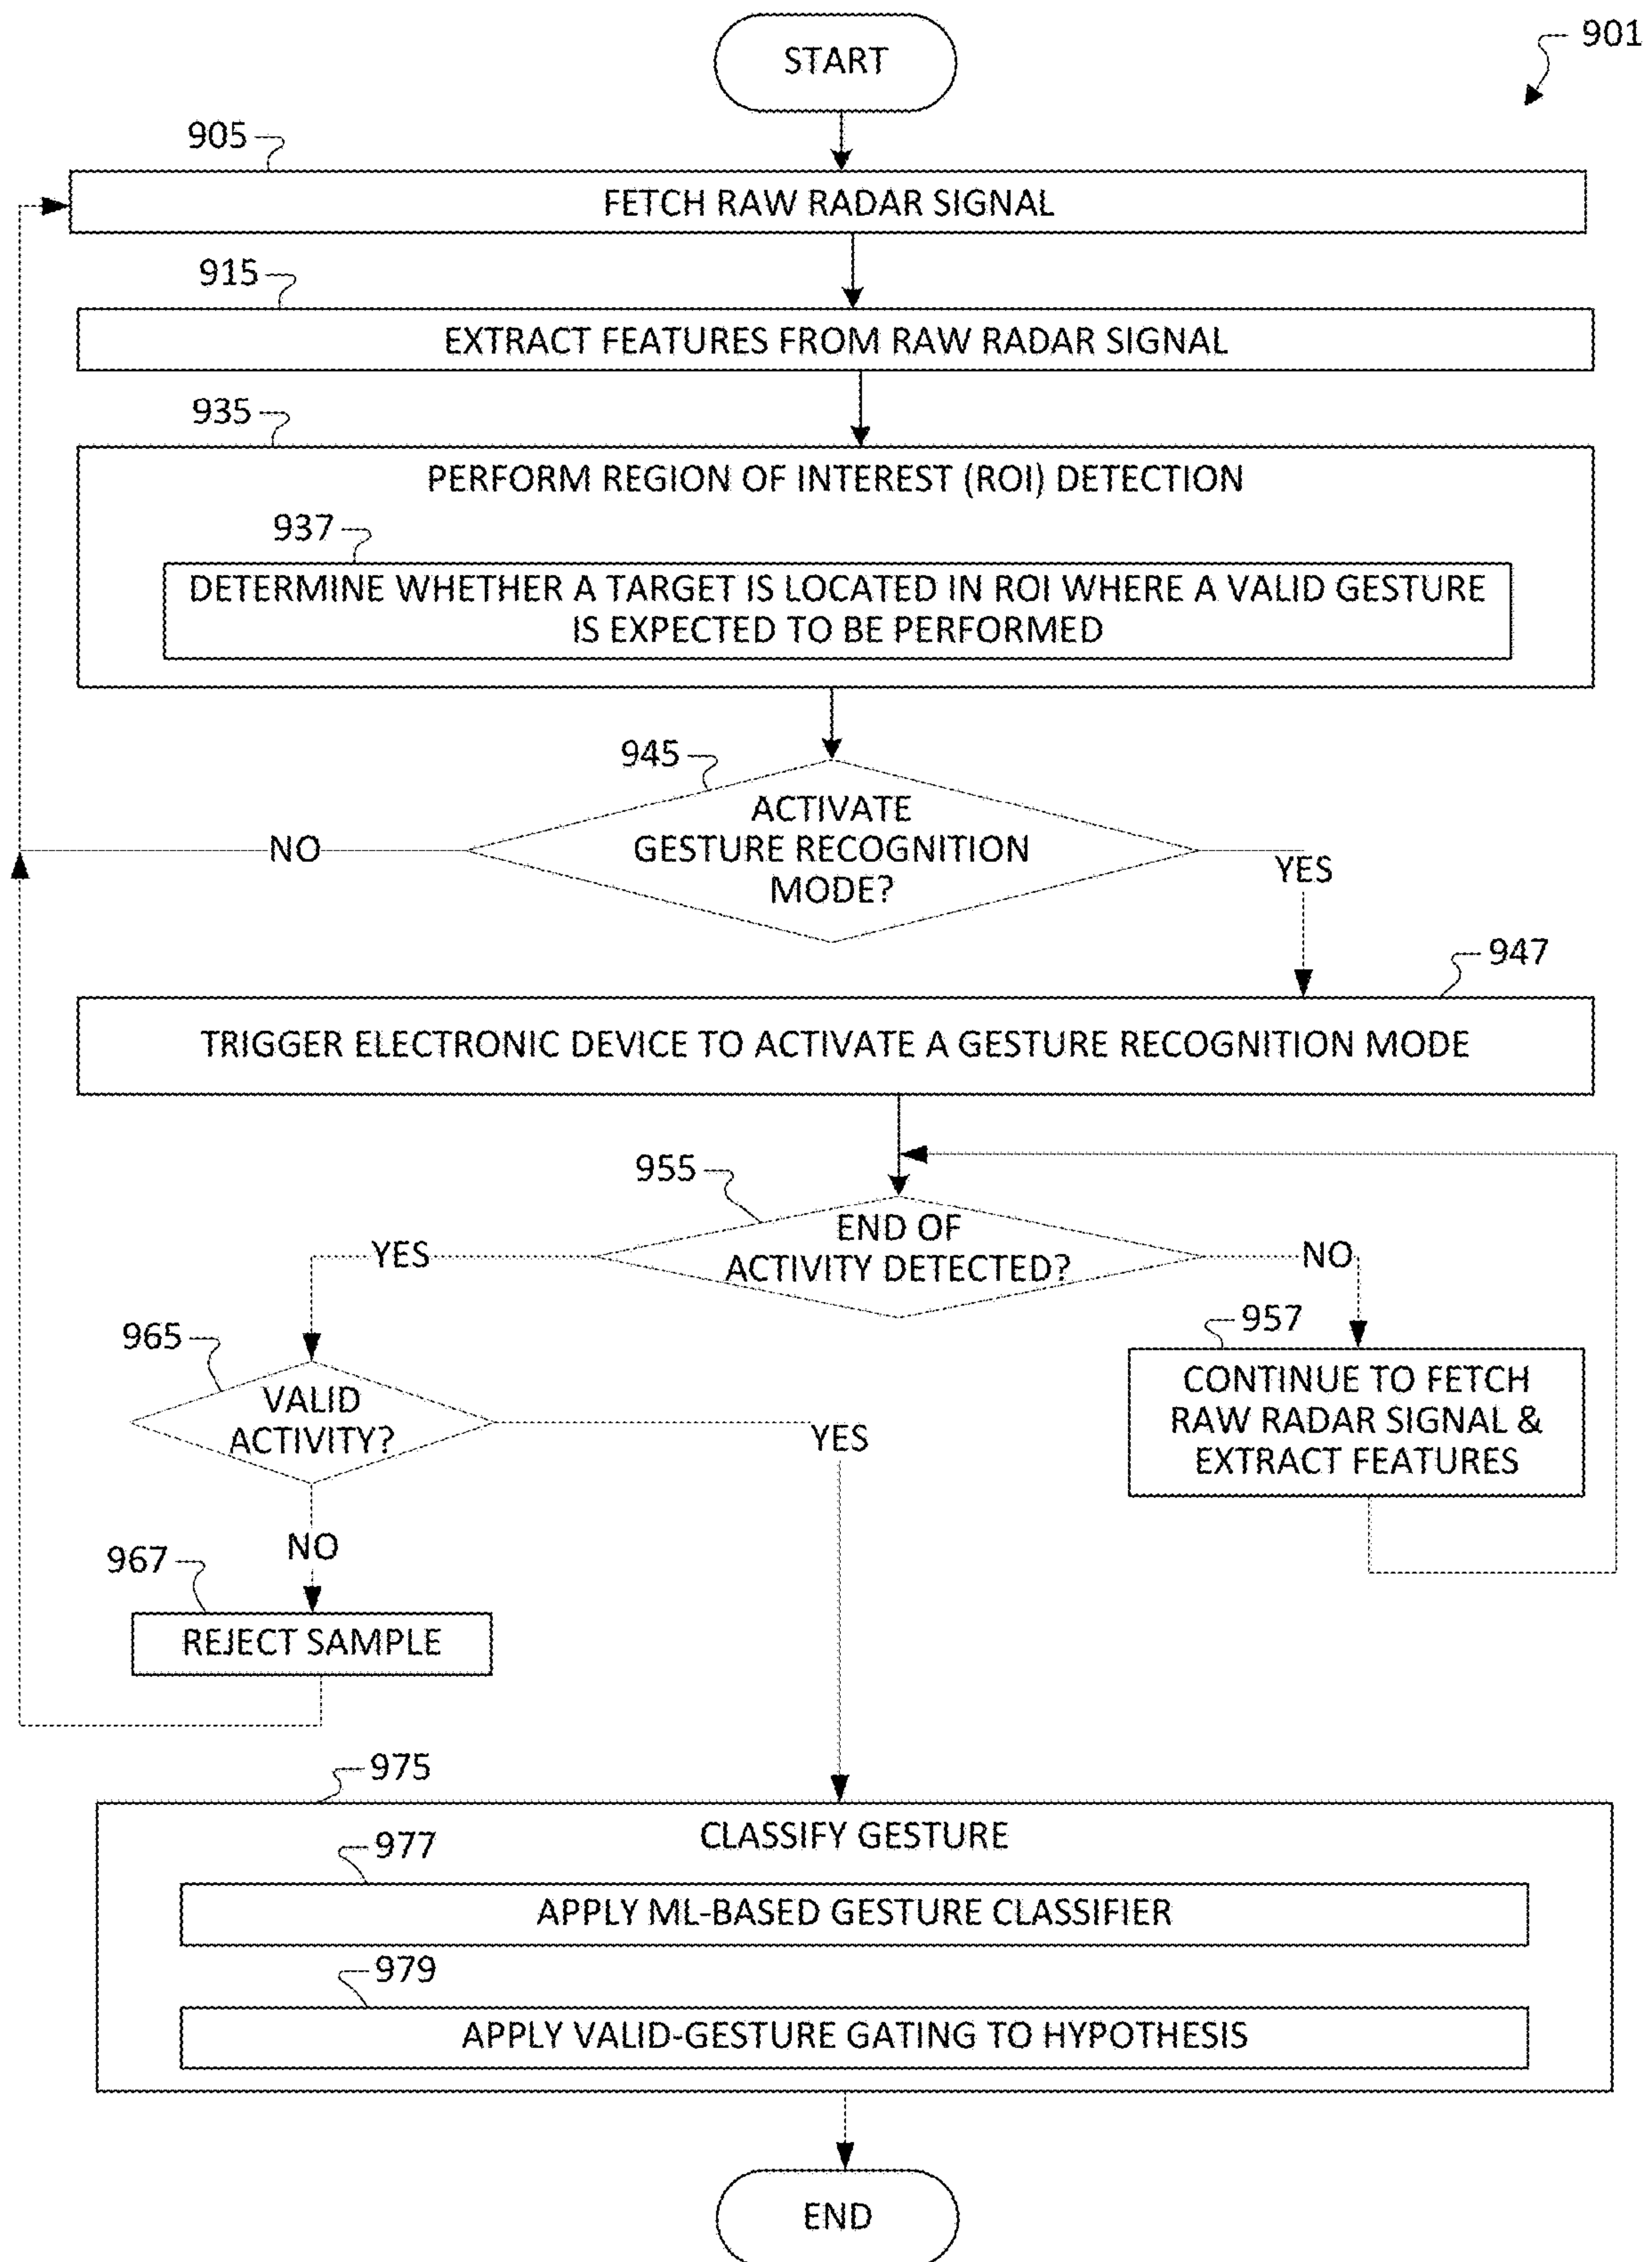 START
901
905
FETCH RAW RADAR SIGNAL
915
EXTRACT FEATURES FROM RAW RADAR SIGNAL
935
PERFORM REGION OF INTEREST (ROI) DETECTION
937
DETERMINE WHETHER A TARGET IS LOCATED IN ROI WHERE A VALID GESTURE
IS EXPECTED TO BE PERFORMED
945
ACTIVATE
GESTURE RECOGNITION
MODE?
NO
YES
947
TRIGGER ELECTRONIC DEVICE TO ACTIVATE A GESTURE RECOGNITION MODE
955
END OF
ACTIVITY DETECTED?
YES
NO
957
CONTINUE TO FETCH
RAW RADAR SIGNAL &
EXTRACT FEATURES
965
VALID
ACTIVITY?
YES
NO
967
REJECT SAMPLE
975
CLASSIFY GESTURE
977
APPLY ML-BASED GESTURE CLASSIFIER
979
APPLY VALID-GESTURE GATING TO HYPOTHESIS
END